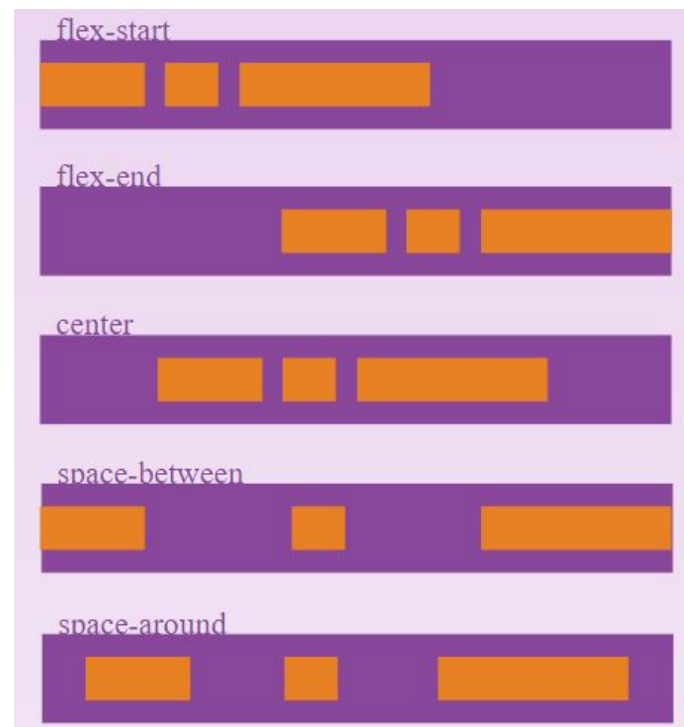 flex-start
flex-end
center
space-between
space-around